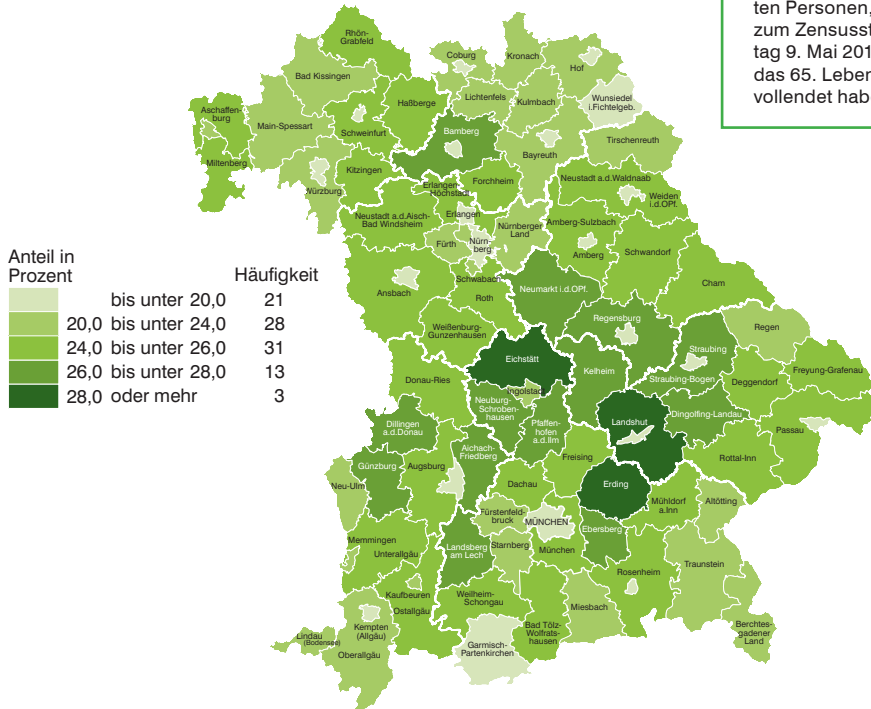 ten Personen,
zum Zensusst
tag 9. Mai 201
das 65. Leben
vollendet hab
Rhön-
Grabfeld
Coburg
Kronach
Hof
Bad Kissingen
Lichtenfels
Kulmbach
Wunsiedel
i.Fichtelgeb.
Aschaffen-
burg
Haßberge
Main-Spessart
Schweinfurt
Bamberg
Bayreuth
Tirschenreuth
Miltenberg
Würzburg
Kitzingen
Erlangen-
Höchstadt
Forchheim
Neustadt a.d.Waldnaab
Weiden
i.d.OPf.
Neustadt a.d.Aisch-
Bad Windsheim
Erlangen
Fürth
Nürn-
berg
Nürnberger
Land
Amberg-Sulzbach
Amberg
Schwandorf
Ansbach
Schwabach
Roth
Neumarkt i.d.OPf.
Cham
Weißenburg-
Gunzenhausen
Regensburg
Regen
Eichstätt
Straubing
Kelheim
Straubing-Bogen
Deggendorf
Freyung-Grafenau
Donau-Ries
Ingolstadt
Neuburg-
Schroben-
hausen
Pfaffen-
hofen
a.d.Ilm
Landshut
Dingolfing-Landau
Passau
Dillingen
a.d.Donau
Aichach-
Friedberg
Freising
Rottal-Inn
Günzburg
Augsburg
Neu-Ulm
Dachau
Erding
Mühldorf
a.Inn
Altötting
Fürstenfeld-
bruck
MÜNCHEN
Ebersberg
Memmingen
Unterallgäu
Landsberg
am Lech
Starnberg
München
Traunstein
Rosenheim
Kaufbeuren
Ostallgäu
Weilheim-
Schongau
Miesbach
Bad Tölz-
Wolfrats-
hausen
Berchtes-
gadener
Land
Kempten
(Allgäu)
Lindau
(Bodensee)
Oberallgäu
Garmisch-
Partenkirchen
Anteil in
Prozent
Häufigkeit
bis unter 20,0 21
20,0 bis unter 24,0 28
24,0 bis unter 26,0 31
26,0 bis unter 28,0 13
28,0 oder mehr 3